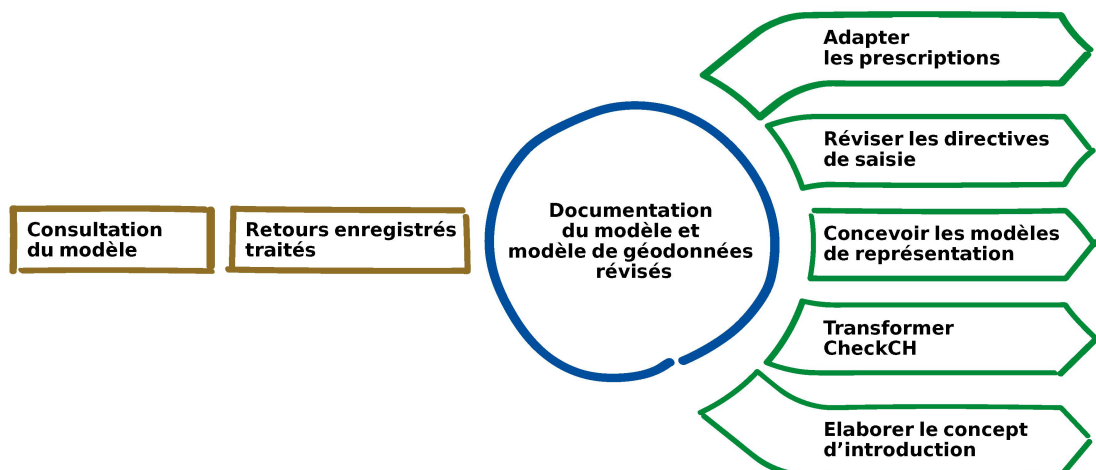 Consultation
du modèle
Retours enregistrés
traités
Documentation
du modèle et
modèle de géodonnées
révisés
Adapter
les prescriptions
Réviser les directives
de saisie
Concevoir les modèles
de représentation
Transformer
CheckCH
Elaborer le concept
d’introduction